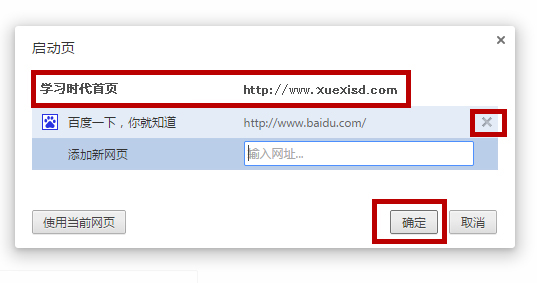 启动页
学习时代首页 http://www.xuexisd.com
百度一下，你就知道 http://www.baidu.com/
添加新网页 输入网址...
使用当前网页 确定 取消